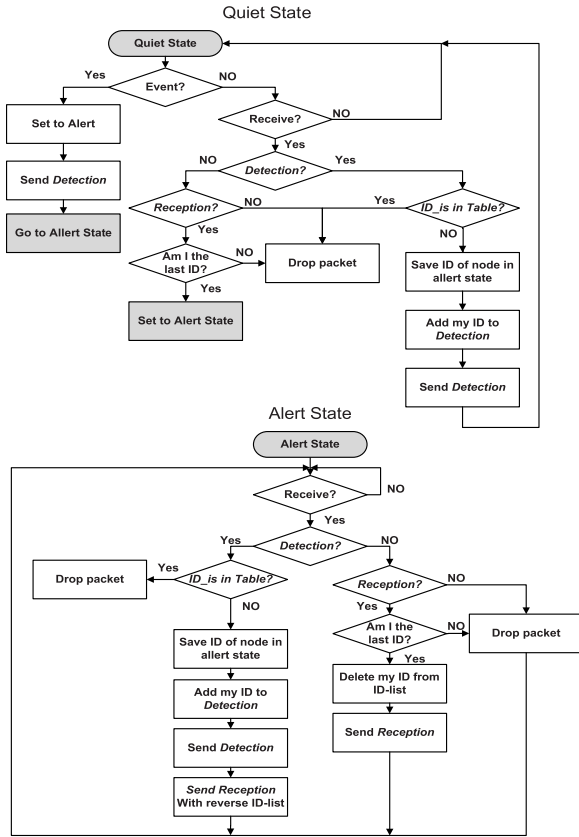 Quiet State
Quiet State
Yes
Event?
NO
Set to Alert
Receive?
NO
Yes
Send Detection
NO
Detection?
Yes
Go to Allert State
Reception?
NO
Yes
ID_is in Table?
Yes
NO
Am I the
last ID?
NO
Drop packet
Save ID of node in
allert state
Yes
Set to Alert State
Add my ID to
Detection
Send Detection
Alert State
Alert State
Receive?
NO
Yes
Yes
Detection?
NO
Drop packet
Yes
ID_is in Table?
Reception?
NO
NO
Yes
Save ID of node in
allert state
Am I the
last ID?
NO
Drop packet
Yes
Add my ID to
Detection
Delete my ID from
ID-list
Send Detection
Send Reception
Send Reception
With reverse ID-list